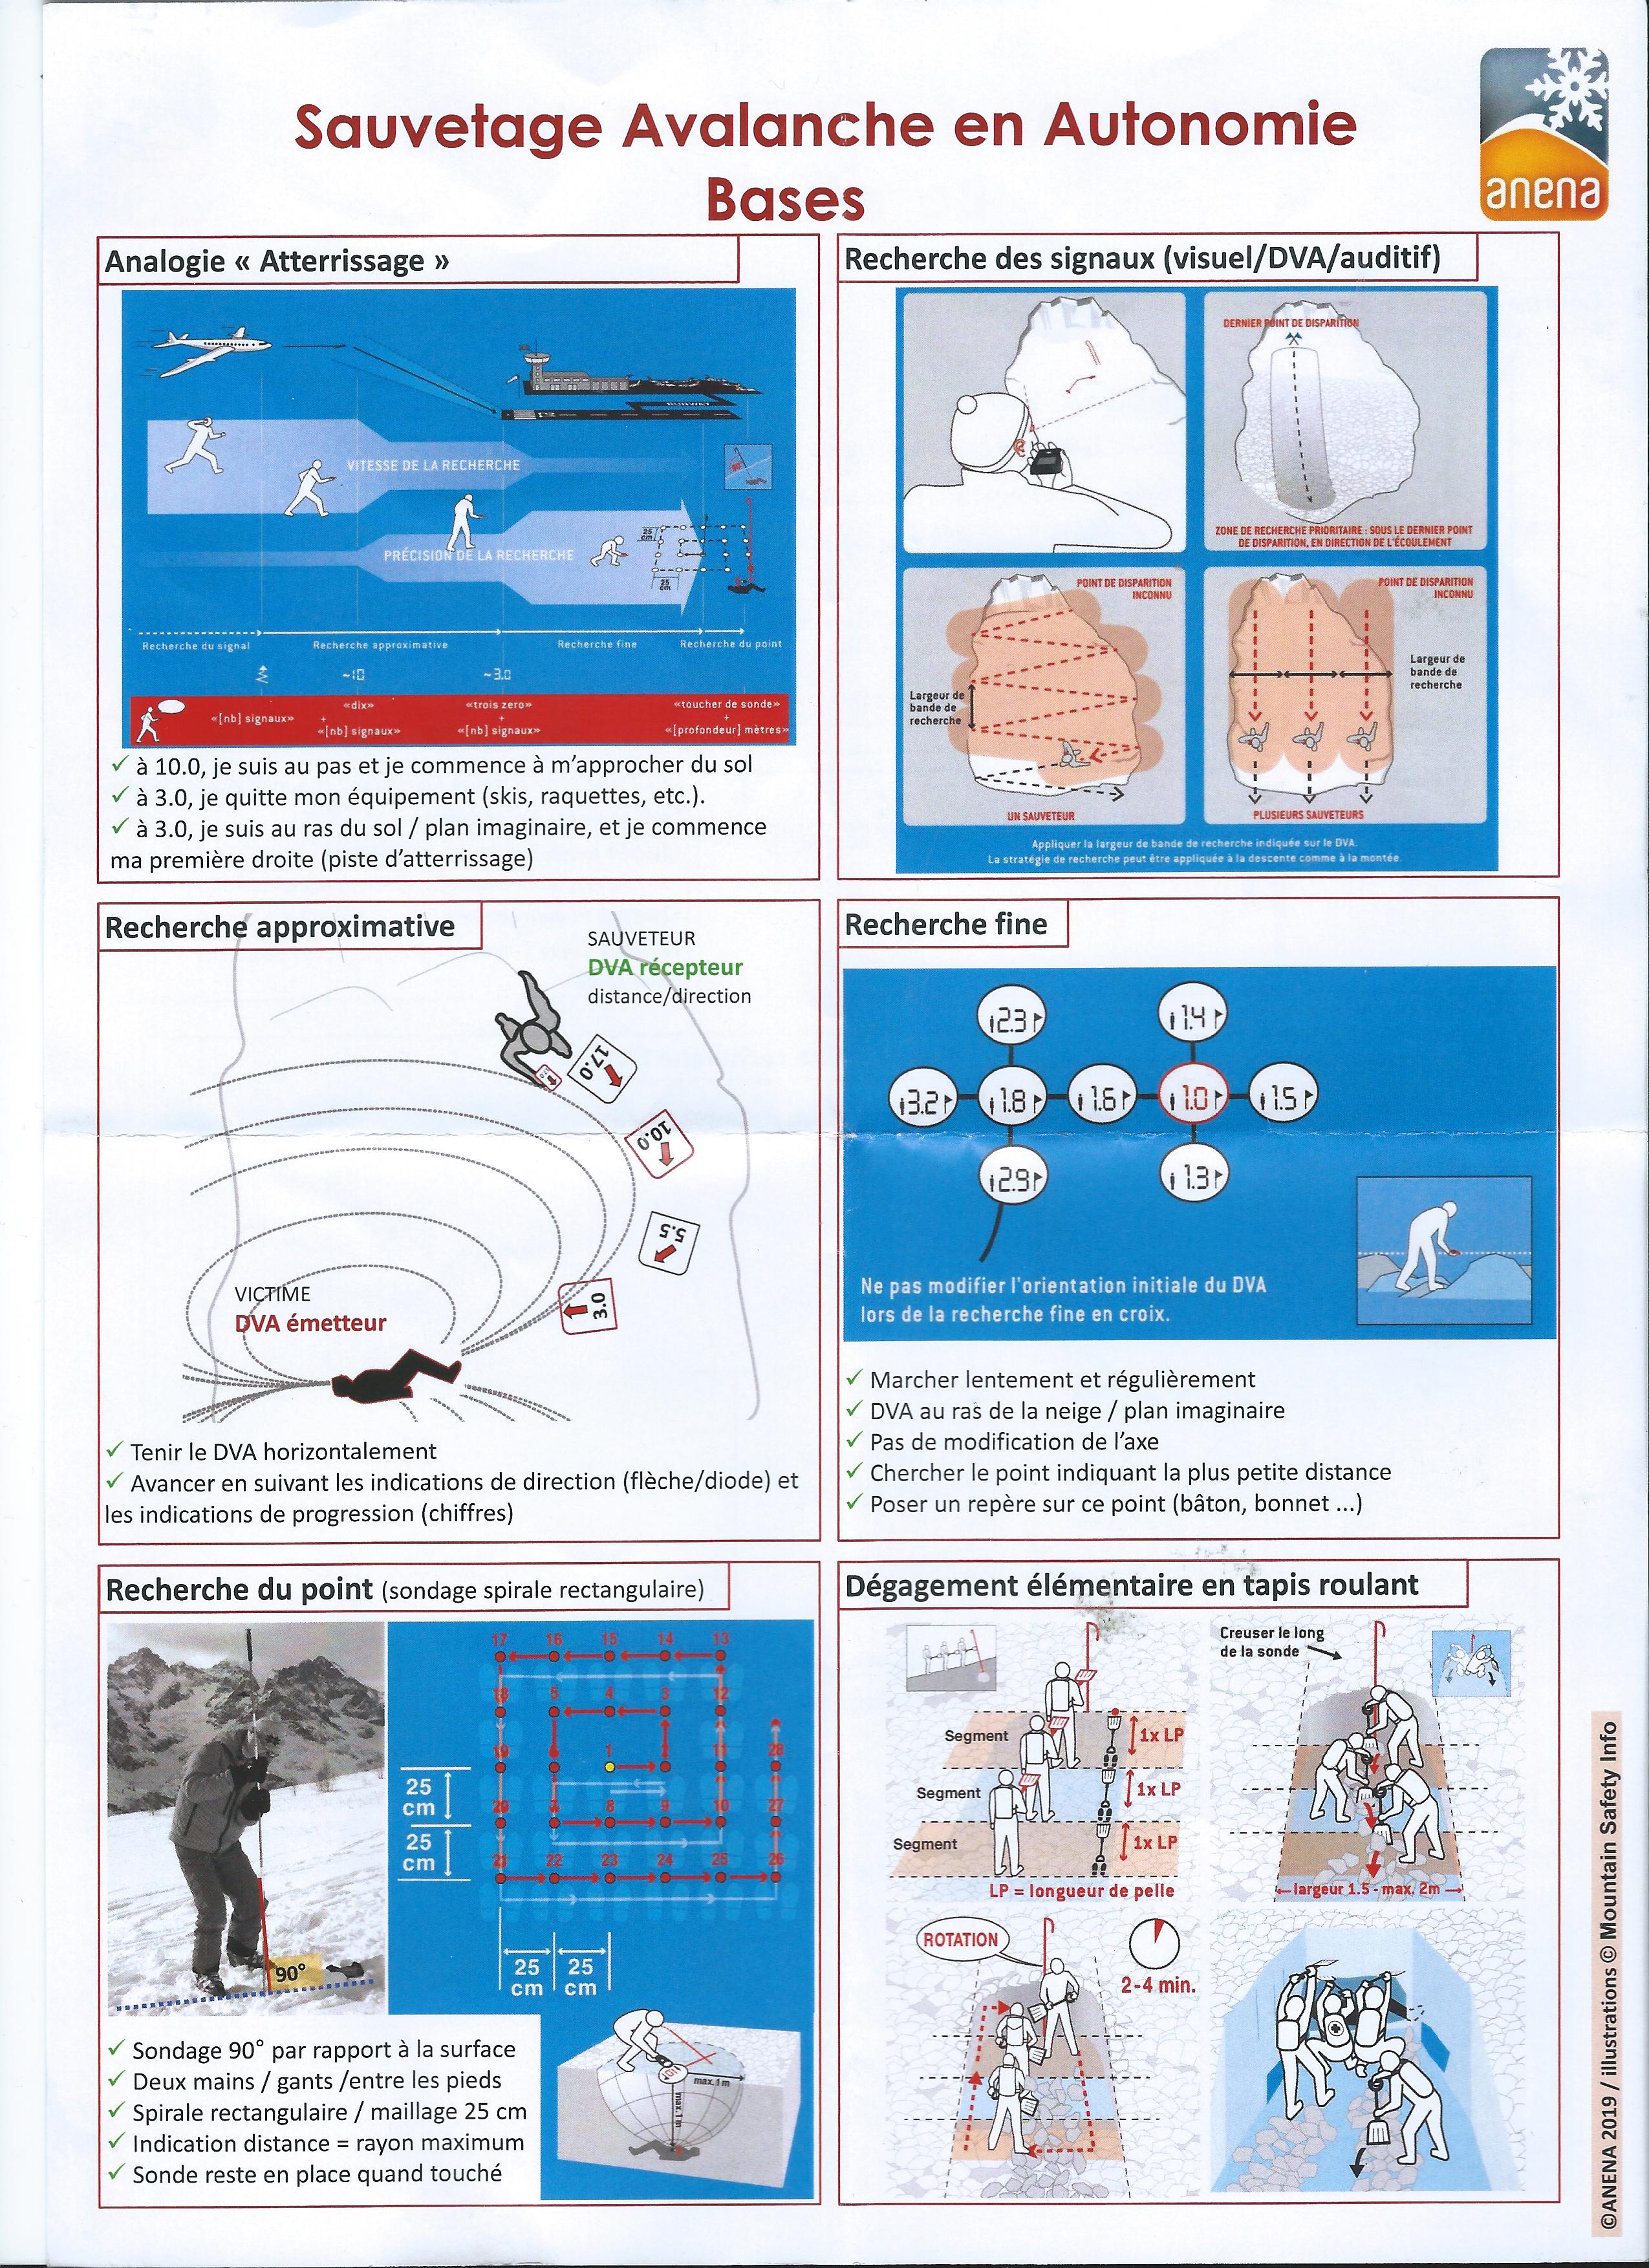 Sauvetage Avalanche en Autonomie
Bases
anena
Analogie « Atterrissage »
RUNWAY
VITESSE DE LA RECHERCHE
90°
PRÉCISION DE LA RECHERCHE
25 cm
25 cm
Recherche du signal
Recherche approximative
Recherche fine
Recherche du point
~10
~3.0
«[nb] signaux»
«dix»
+
«[nb] signaux»
«trois zero»
+
«[nb] signaux»
«toucher de sonde»
+
«[profondeur] mètres»
✓ à 10.0, je suis au pas et je commence à m’approcher du sol
✓ à 3.0, je quitte mon équipement (skis, raquettes, etc.).
✓ à 3.0, je suis au ras du sol / plan imaginaire, et je commence
ma première droite (piste d’atterrissage)
Recherche des signaux (visuel/DVA/auditif)
DERNIER POINT DE DISPARITION
ZONE DE RECHERCHE PRIORITAIRE : SOUS LE DERNIER POINT
DE DISPARITION, EN DIRECTION DE L'ÉCOULEMENT
POINT DE DISPARITION
INCONNU
Largeur de
bande de
recherche
UN SAUVETEUR
POINT DE DISPARITION
INCONNU
Largeur de
bande de
recherche
PLUSIEURS SAUVETEURS
Appliquer la largeur de bande de recherche indiquée sur le DVA.
La stratégie de recherche peut être appliquée à la descente comme à la montée
Recherche approximative
SAUVETEUR
DVA récepteur
distance/direction
17.0
10.0
5.5
3.0
VICTIME
DVA émetteur
✓ Tenir le DVA horizontalement
✓ Avancer en suivant les indications de direction (flèche/diode) et
les indications de progression (chiffres)
Recherche fine
2.3
1.4
3.2
1.8
1.6
1.0
1.5
2.9
1.3
Ne pas modifier l'orientation initiale du DVA
lors de la recherche fine en croix.
✓ Marcher lentement et régulièrement
✓ DVA au ras de la neige / plan imaginaire
✓ Pas de modification de l’axe
✓ Chercher le point indiquant la plus petite distance
✓ Poser un repère sur ce point (bâton, bonnet ...)
Recherche du point (sondage spirale rectangulaire)
90°
17 16 15 14 13
18 5 4 3 12
19 6 1 2 11 28
20 7 8 9 10 27
21 22 23 24 25 26
25
cm
25
cm
25
cm
25
cm
max. 1 m
max. 1 m
✓ Sondage 90° par rapport à la surface
✓ Deux mains / gants /entre les pieds
✓ Spirale rectangulaire / maillage 25 cm
✓ Indication distance = rayon maximum
✓ Sonde reste en place quand touché
Dégagement élémentaire en tapis roulant
Segment
1x LP
Segment
1x LP
Segment
1x LP
LP = longueur de pelle
Creuser le long
de la sonde
largeur 1.5 - max. 2m
ROTATION
2-4 min.
©ANENA 2019 / illustrations © Mountain Safety Info